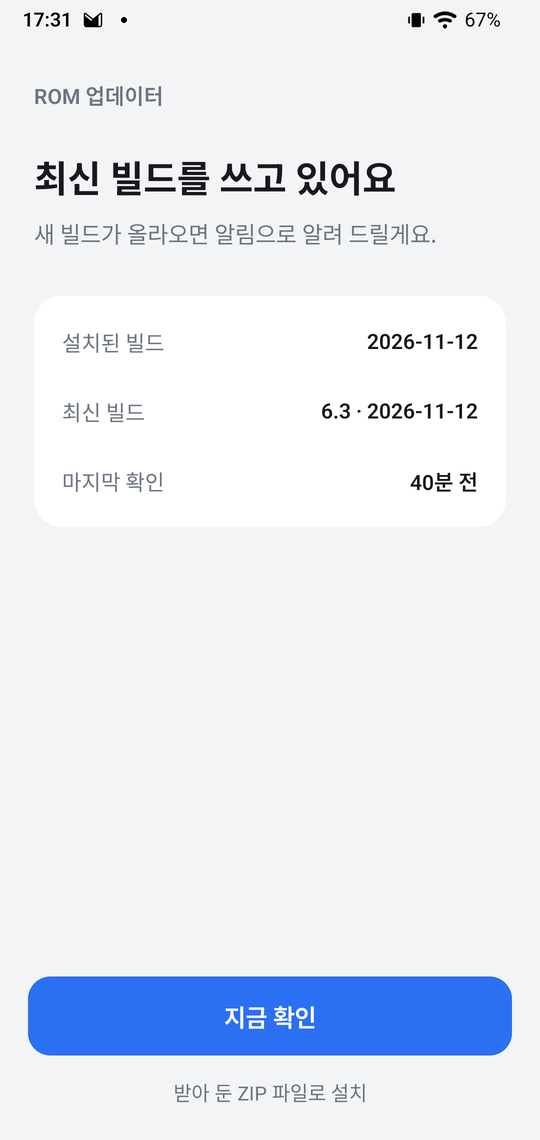 17:31 67%
ROM 업데이터
최신 빌드를 쓰고 있어요
새 빌드가 올라오면 알림으로 알려 드릴게요.
설치된 빌드 2026-11-12
최신 빌드 6.3 · 2026-11-12
마지막 확인 40분 전
지금 확인
받아 둔 ZIP 파일로 설치